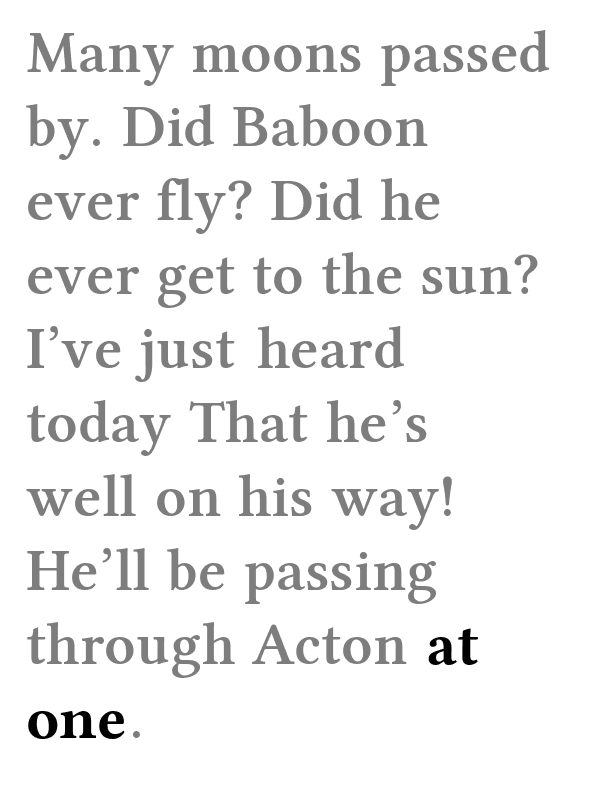 Many moons passed
by. Did Baboon
ever fly? Did he
ever get to the sun?
I’ve just heard
today That he’s
well on his way!
He’ll be passing
through Acton at
one.